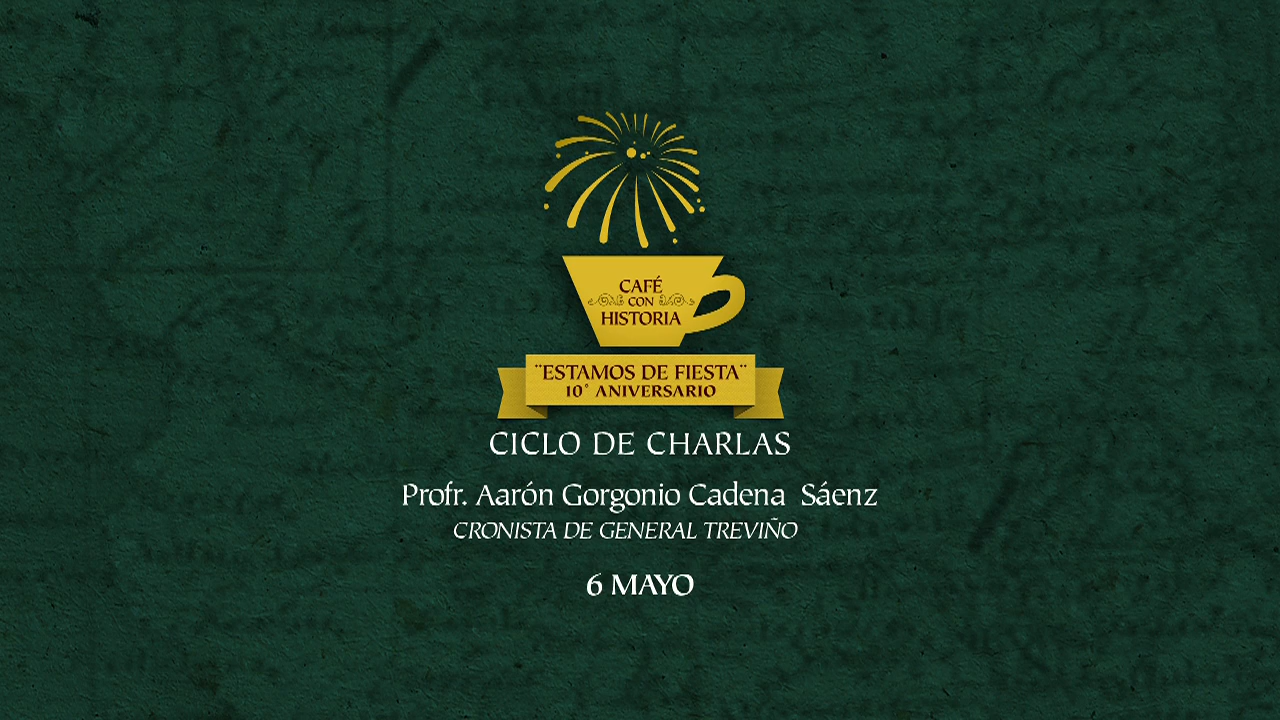 CAFÉ
CON
HISTORIA
¨ESTAMOS DE FIESTA¨
10° ANIVERSARIO
CICLO DE CHARLAS
Profr. Aarón Gorgonio Cadena Sáenz
CRONISTA DE GENERAL TREVIÑO
6 MAYO